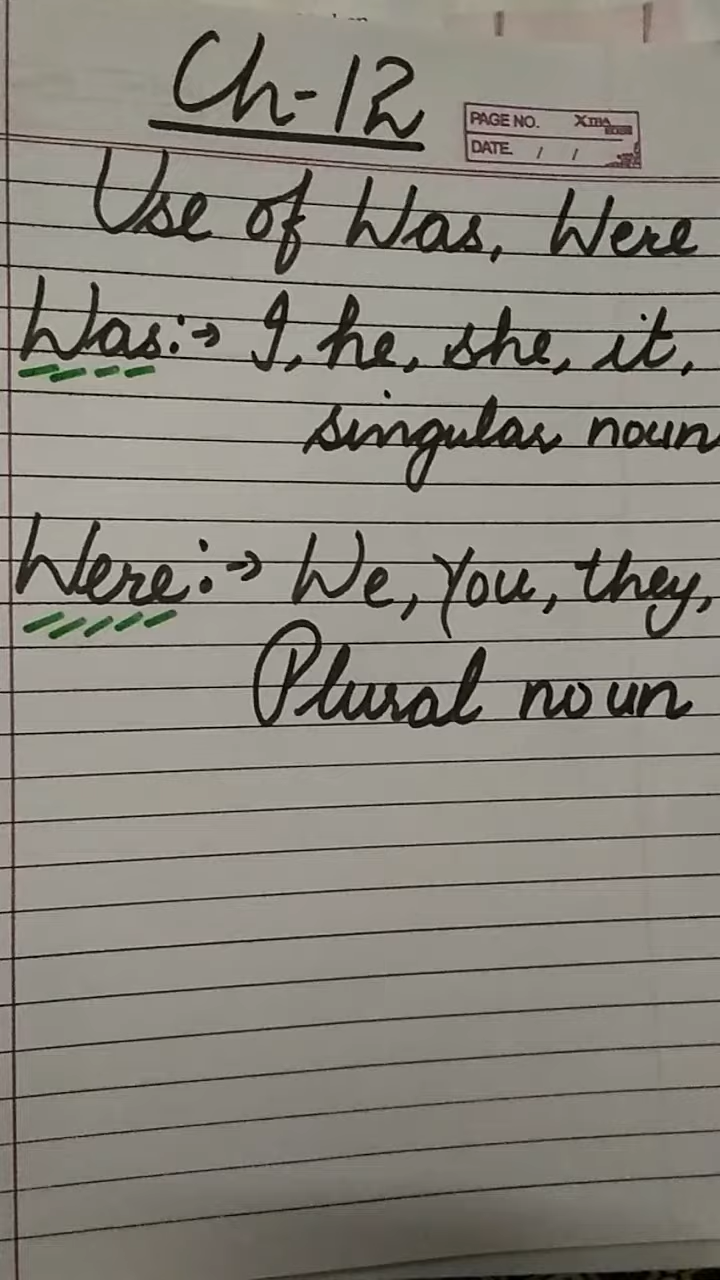 Ch-12
PAGE NO.
DATE / /
Use of Was, Were
Was:→ I, he, she, it,
singular noun
Were:→ We, You, they,
Plural noun